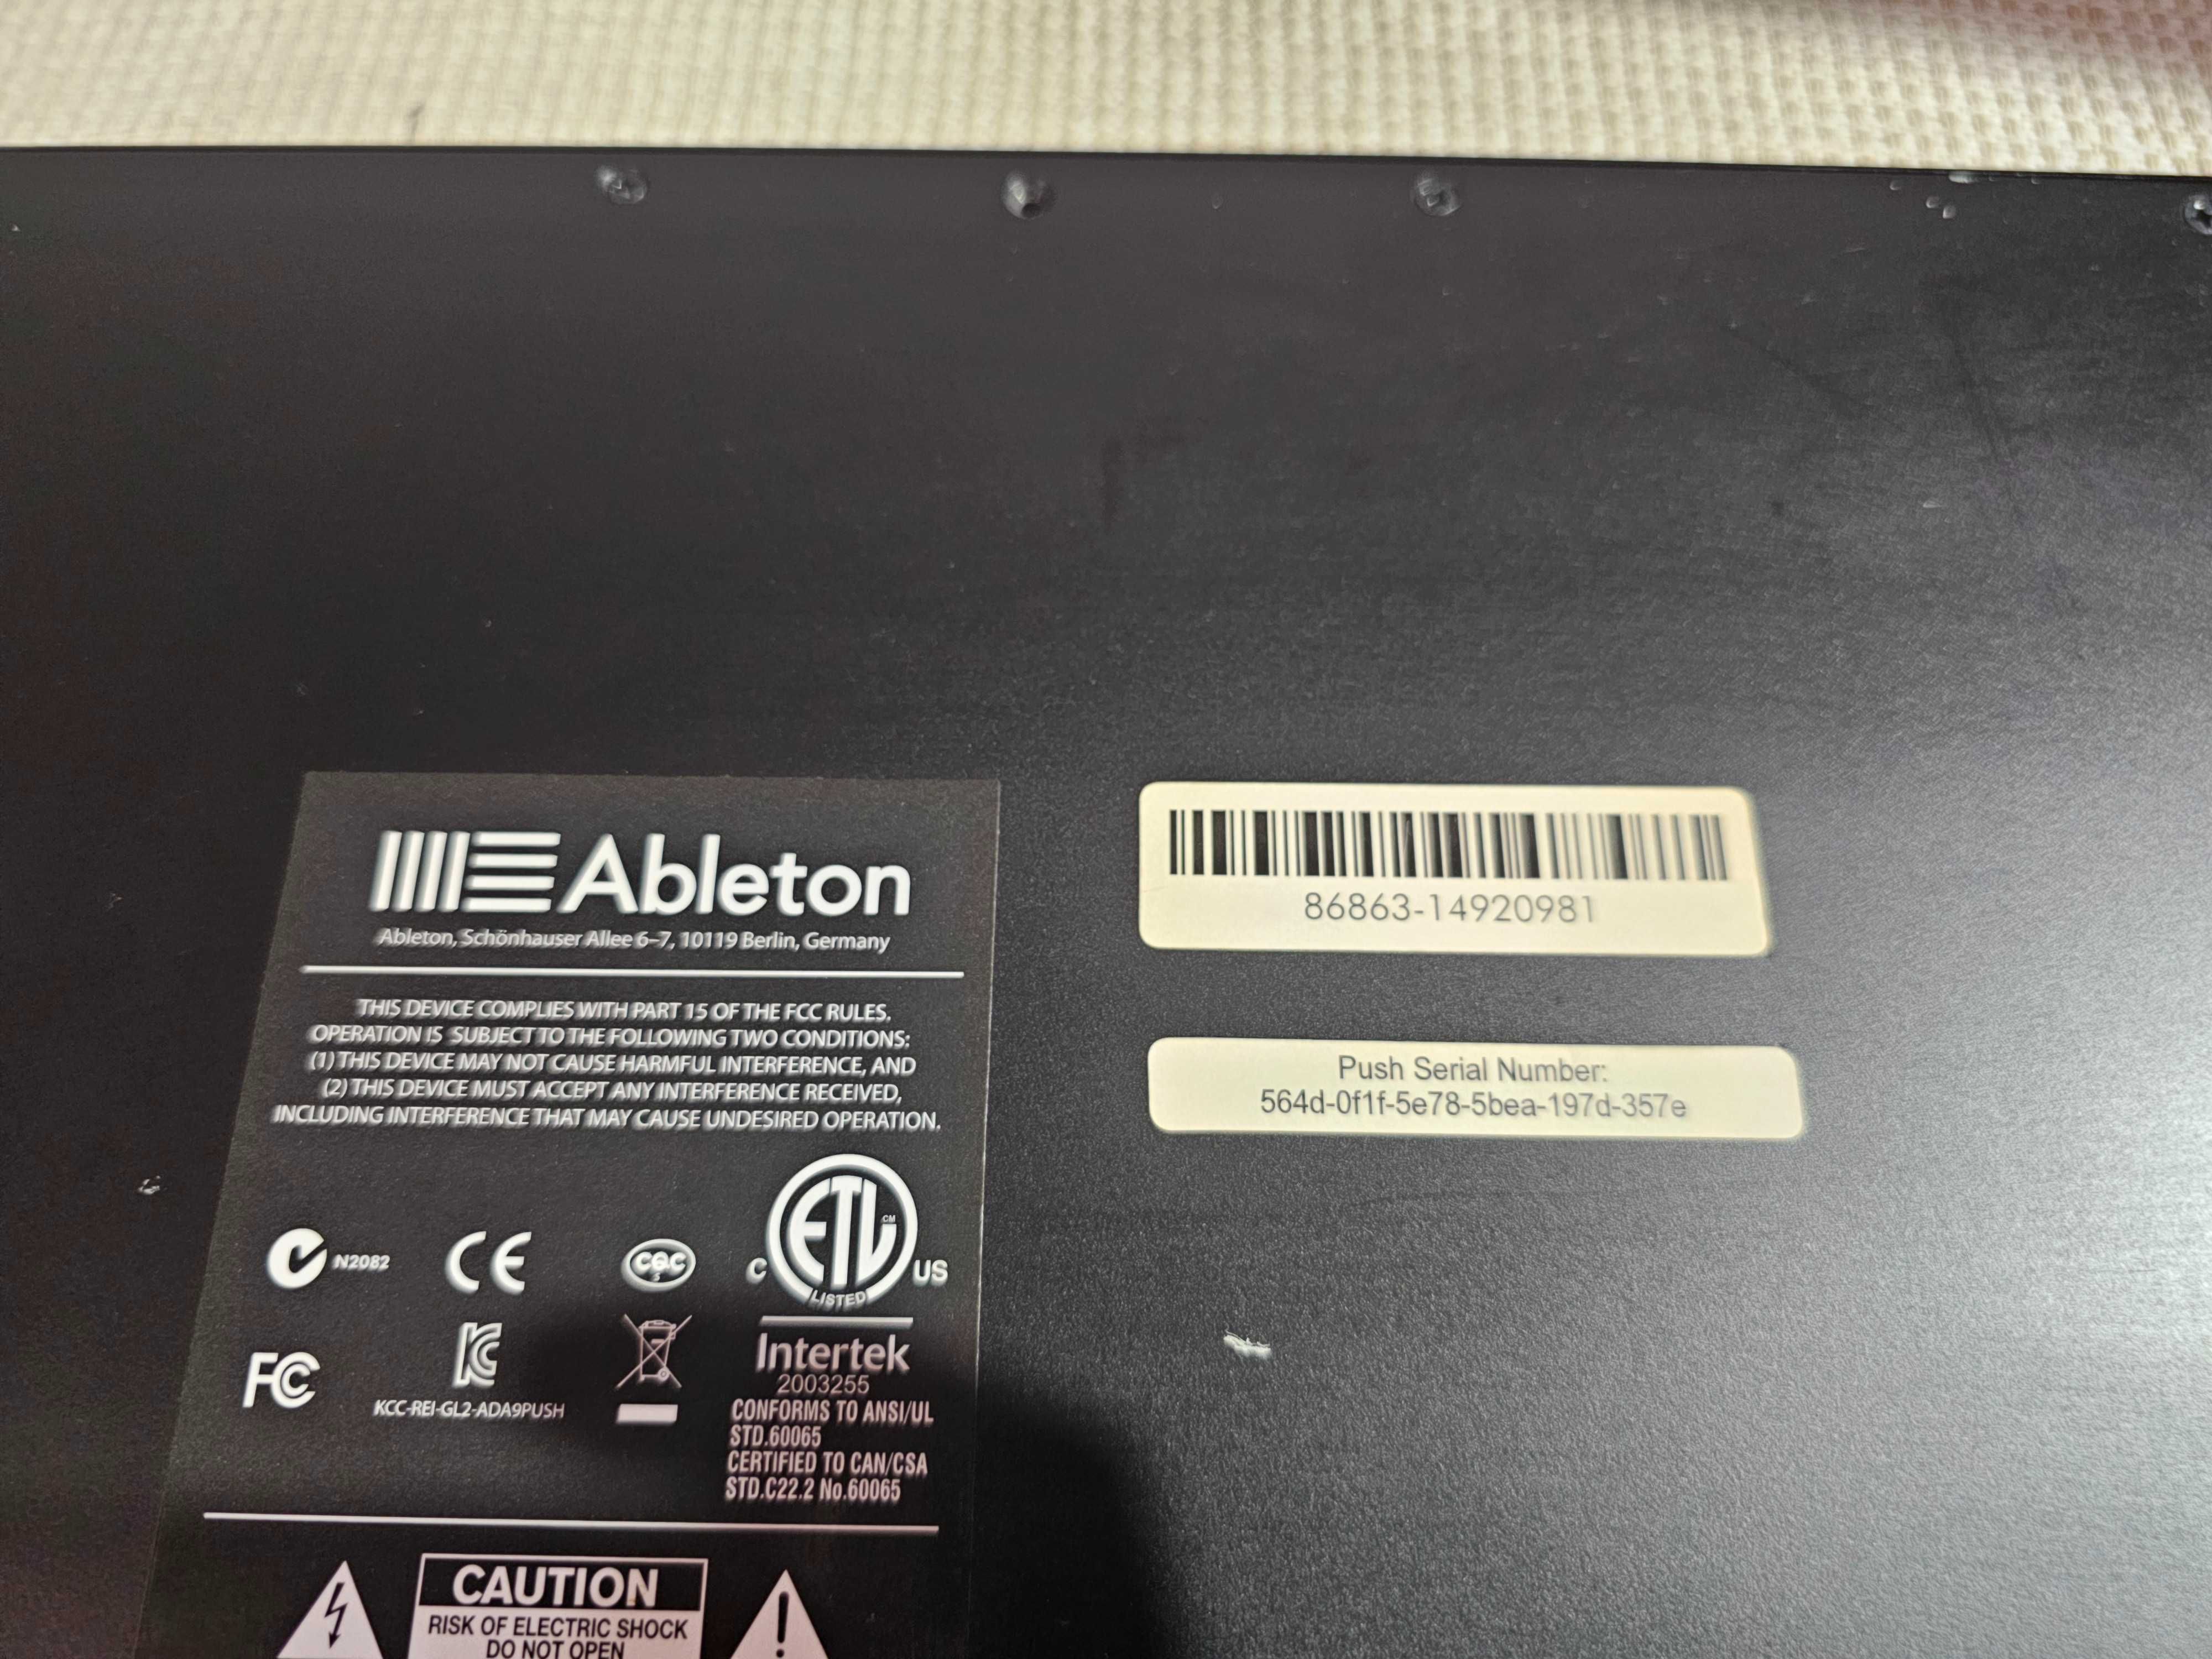 Ableton
Ableton, Schönhauser Allee 6–7, 10119 Berlin, Germany
THIS DEVICE COMPLIES WITH PART 15 OF THE FCC RULES.
OPERATION IS SUBJECT TO THE FOLLOWING TWO CONDITIONS:
(1) THIS DEVICE MAY NOT CAUSE HARMFUL INTERFERENCE, AND
(2) THIS DEVICE MUST ACCEPT ANY INTERFERENCE RECEIVED,
INCLUDING INTERFERENCE THAT MAY CAUSE UNDESIRED OPERATION.
N2082
CE
CQC
S
C ETL CM US
LISTED
Intertek
2003255
CONFORMS TO ANSI/UL
STD.60065
CERTIFIED TO CAN/CSA
STD.C22.2 No.60065
FC
KC
KCC-REI-GL2-ADA9PUSH
CAUTION
RISK OF ELECTRIC SHOCK
DO NOT OPEN
!
86863-14920981
Push Serial Number:
564d-0f1f-5e78-5bea-197d-357e